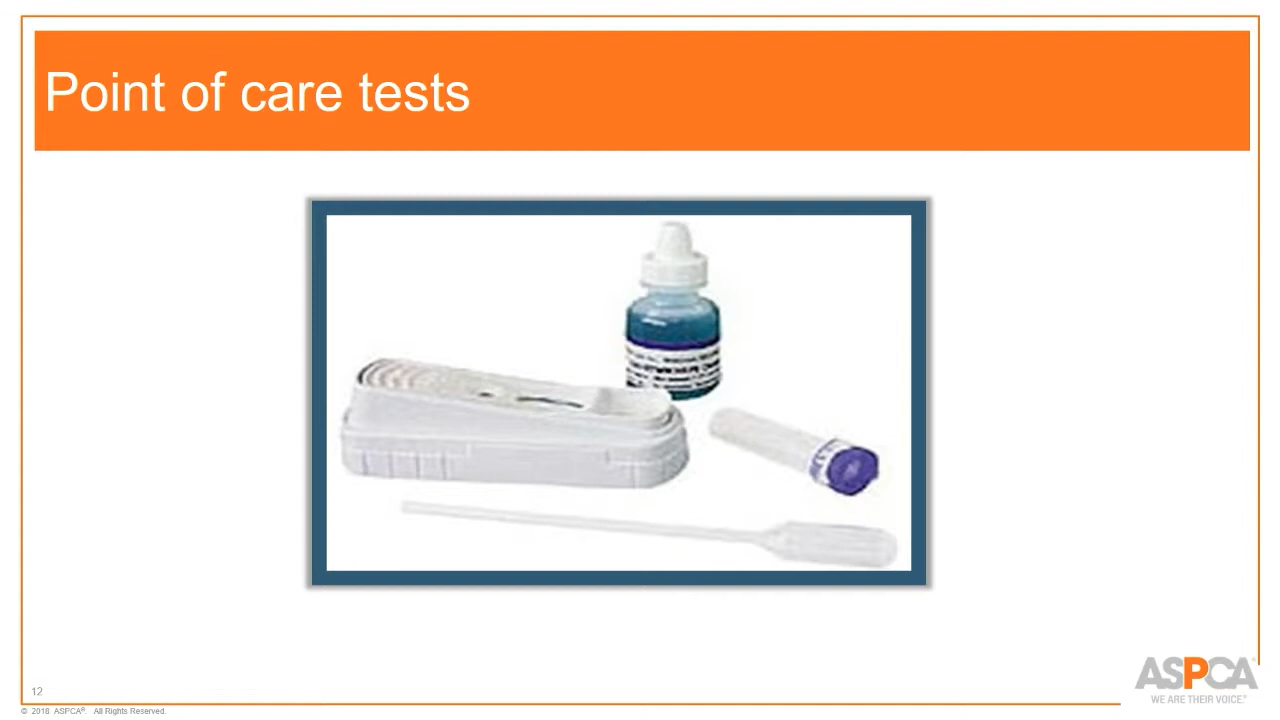 Point of care tests
12
© 2018 ASPCA®. All Rights Reserved.
ASPCA®
WE ARE THEIR VOICE.®